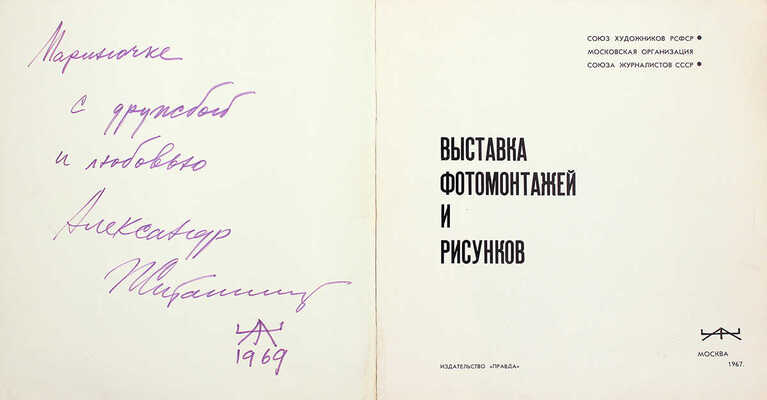 Мариночке
с дружбой
и любовью
Александр
Житомирский
1969
СОЮЗ ХУДОЖНИКОВ РСФСР ●
МОСКОВСКАЯ ОРГАНИЗАЦИЯ
СОЮЗА ЖУРНАЛИСТОВ СССР ●
ВЫСТАВКА
ФОТОМОНТАЖЕЙ
И
РИСУНКОВ
МОСКВА
1967.
ИЗДАТЕЛЬСТВО «ПРАВДА»